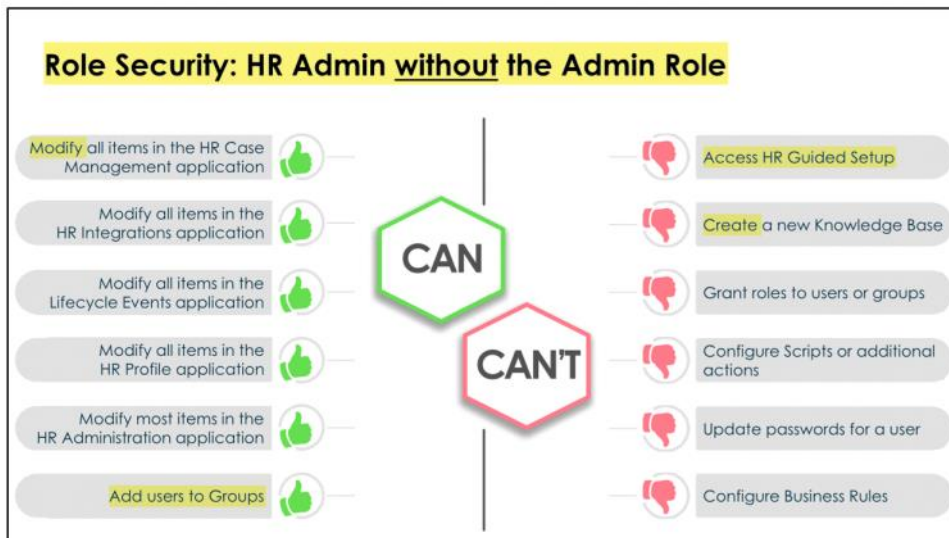 Role Security: HR Admin without the Admin Role
Modify all items in the HR Case
Management application
Modify all items in the
HR Integrations application
Modify all items in the
Lifecycle Events application
Modify all items in the
HR Profile application
Modify most items in the
HR Administration application
Add users to Groups
CAN
CAN'T
Access HR Guided Setup
Create a new Knowledge Base
Grant roles to users or groups
Configure Scripts or additional
actions
Update passwords for a user
Configure Business Rules